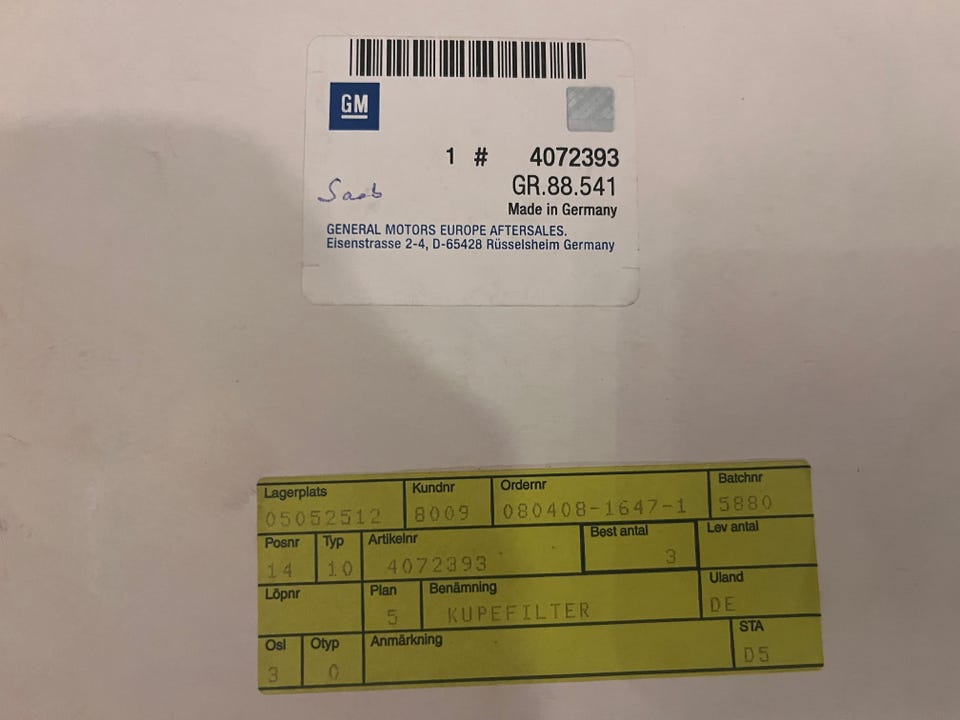 GM
1 # 4072393
GR.88.541
Saab
Made in Germany
GENERAL MOTORS EUROPE AFTERSALES.
Eisenstrasse 2-4, D-65428 Rüsselsheim Germany
Lagerplats Kundnr Ordernr Batchnr
05052512 8009 080408-1647-1 5880
Posnr Typ Artikelnr Best antal Lev antal
14 10 4072393 3
Löpnr Plan Benämning Uland
5 KUPEFILTER DE
Osl Otyp Anmärkning STA
3 0 D5